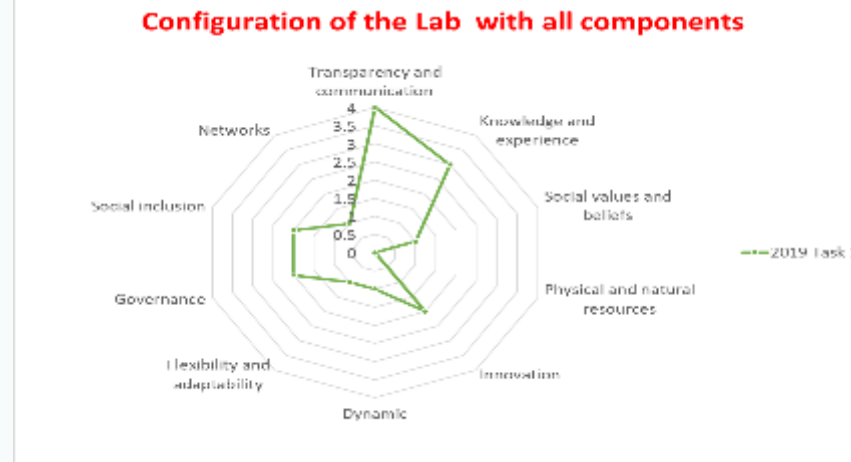 Configuration of the Lab with all components
Transparency and
communication
Networks
Knowledge and
experience
4
3.5
3
2.5
2
1.5
1
0.5
0
Social inclusion
Social values and
beliefs
2019 Task
Governance
Physical and natural
resources
Flexibility and
adaptability
Innovation
Dynamic